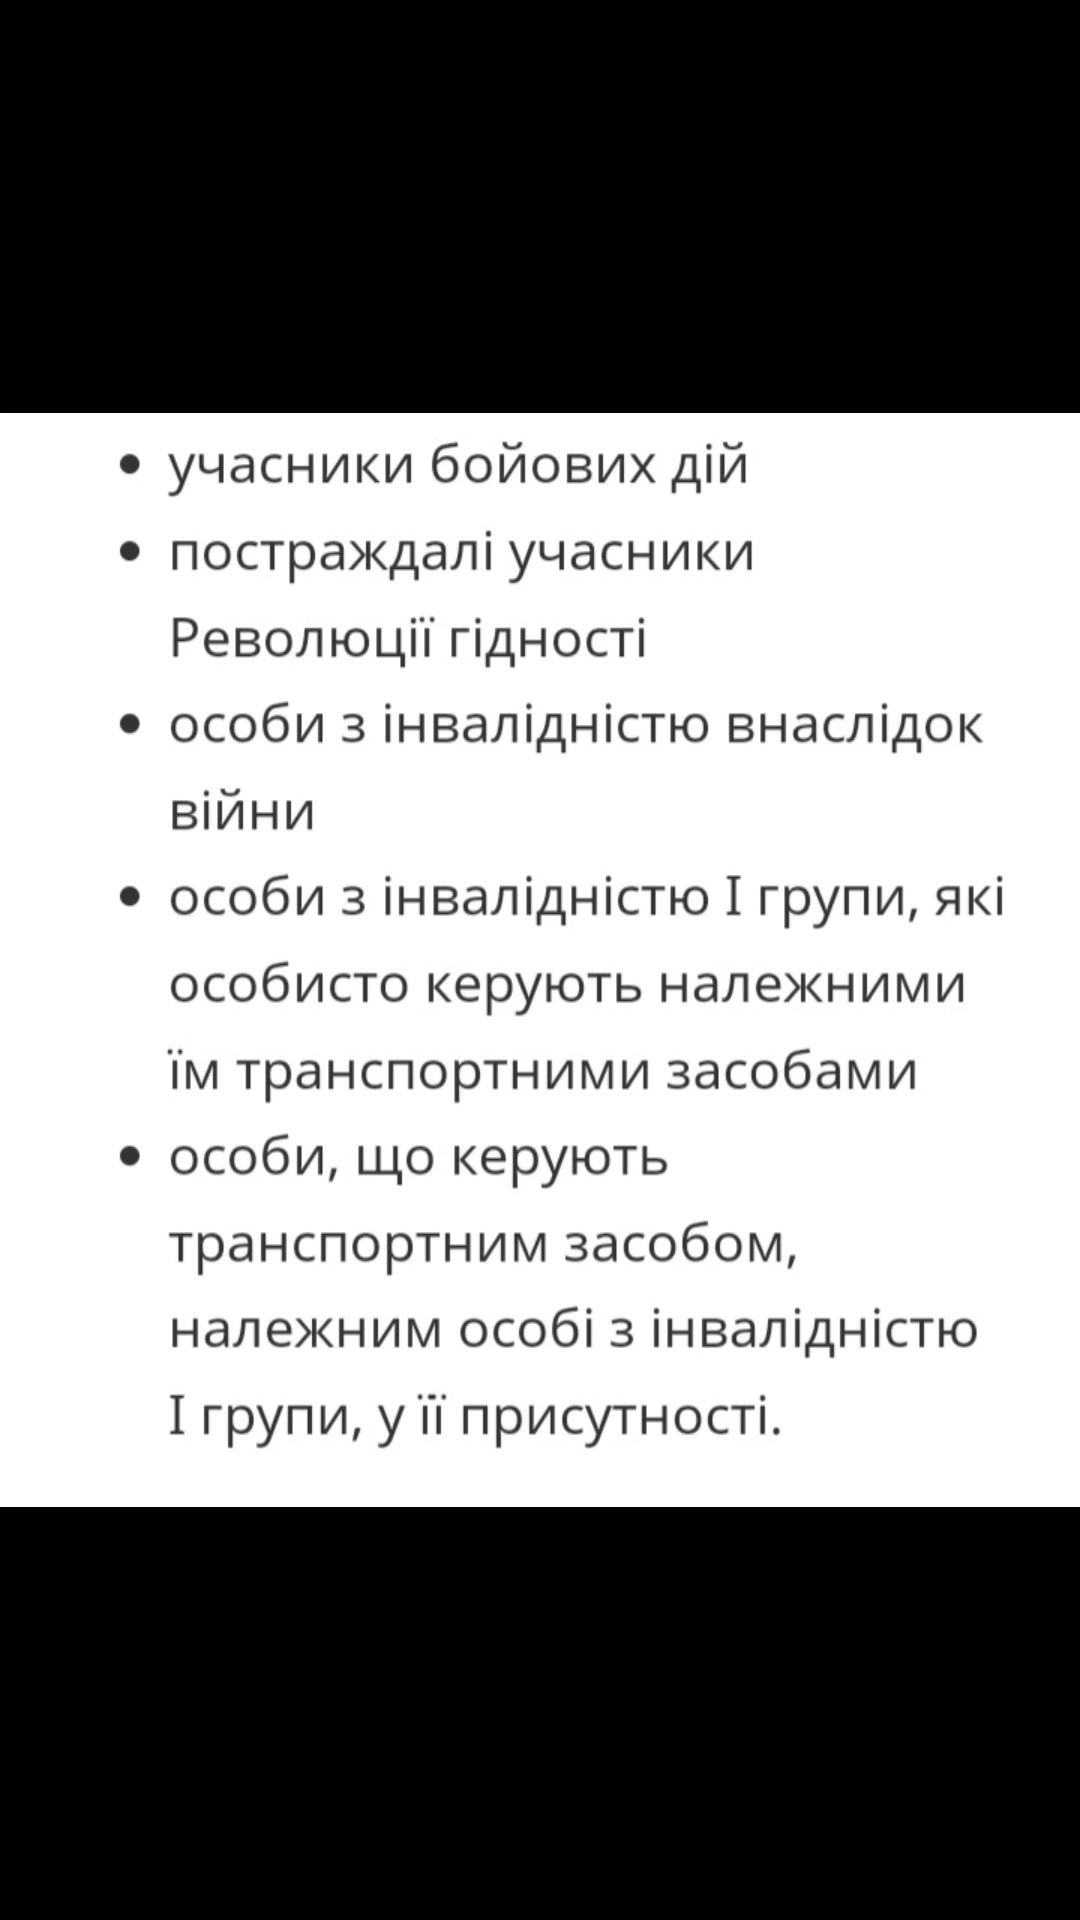 • учасники бойових дій
• постраждалі учасники
Революції гідності
• особи з інвалідністю внаслідок
війни
• особи з інвалідністю I групи, які
особисто керують належними
їм транспортними засобами
• особи, що керують
транспортним засобом,
належним особі з інвалідністю
I групи, у її присутності.